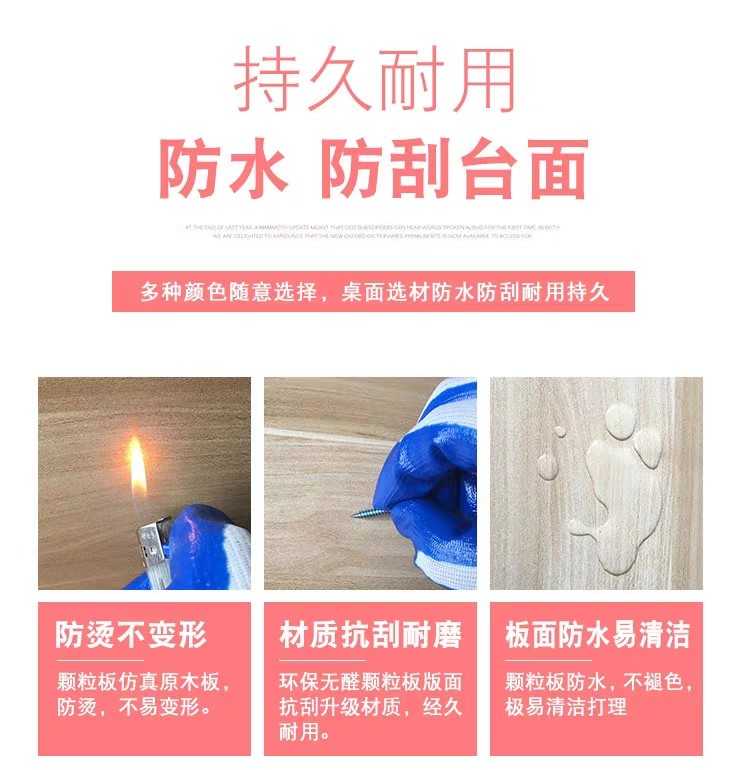 持久耐用
防水 防刮台面
多种颜色随意选择，桌面选材防水防刮耐用持久
防烫不变形
颗粒板仿真原木板，
防烫，不易变形。
材质抗刮耐磨
环保无醛颗粒板版面
抗刮升级材质，经久
耐用。
板面防水易清洁
颗粒板防水，不褪色，
极易清洁打理